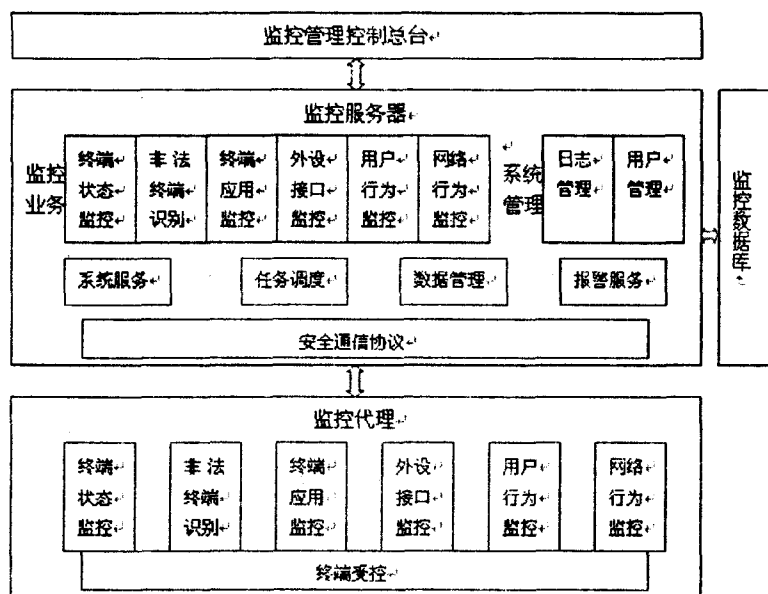 监控管理控制总台
监控服务器
监控
业务
终端
状态
监控
非法
终端
识别
终端
应用
监控
外设
接口
监控
用户
行为
监控
网络
行为
监控
系统
管理
日志
管理
用户
管理
监控数据库
系统服务
任务调度
数据管理
报警服务
安全通信协议
监控代理
终端
状态
监控
非法
终端
识别
终端
应用
监控
外设
接口
监控
用户
行为
监控
网络
行为
监控
终端受控